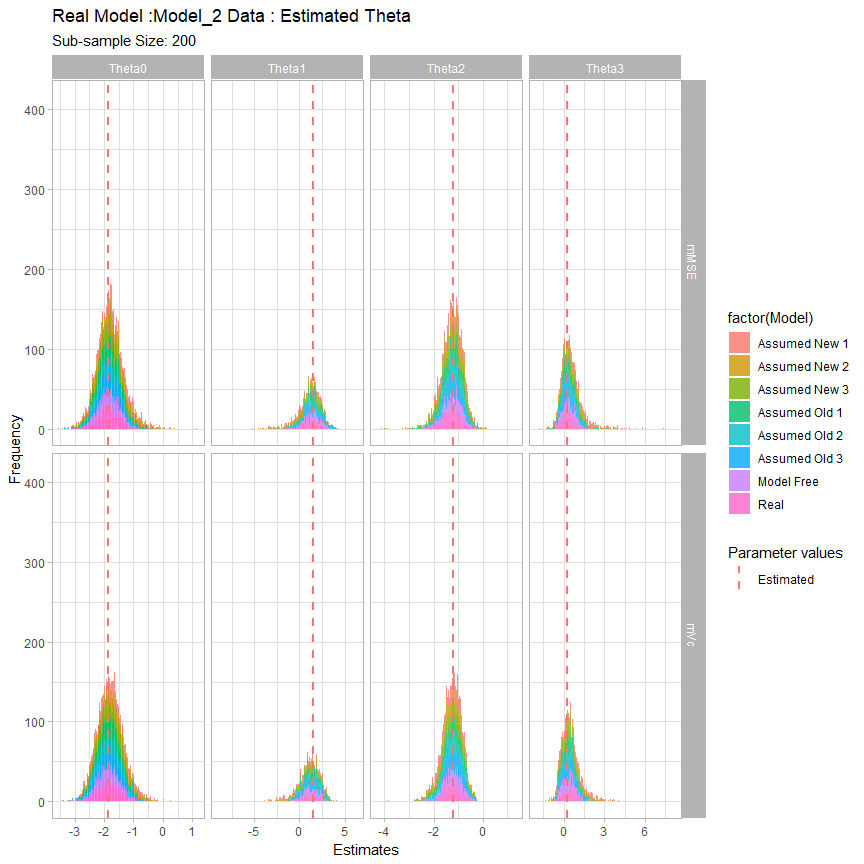 Real Model :Model_2 Data : Estimated Theta
Sub-sample Size: 200
Theta0 Theta1 Theta2 Theta3
400
300
200
100
0
mMSE
400
300
200
100
0
mVc
Frequency
-3 -2 -1 0 1
-5 0 5
-4 -2 0
0 3 6
Estimates
factor(Model)
Assumed New 1
Assumed New 2
Assumed New 3
Assumed Old 1
Assumed Old 2
Assumed Old 3
Model Free
Real
Parameter values
Estimated